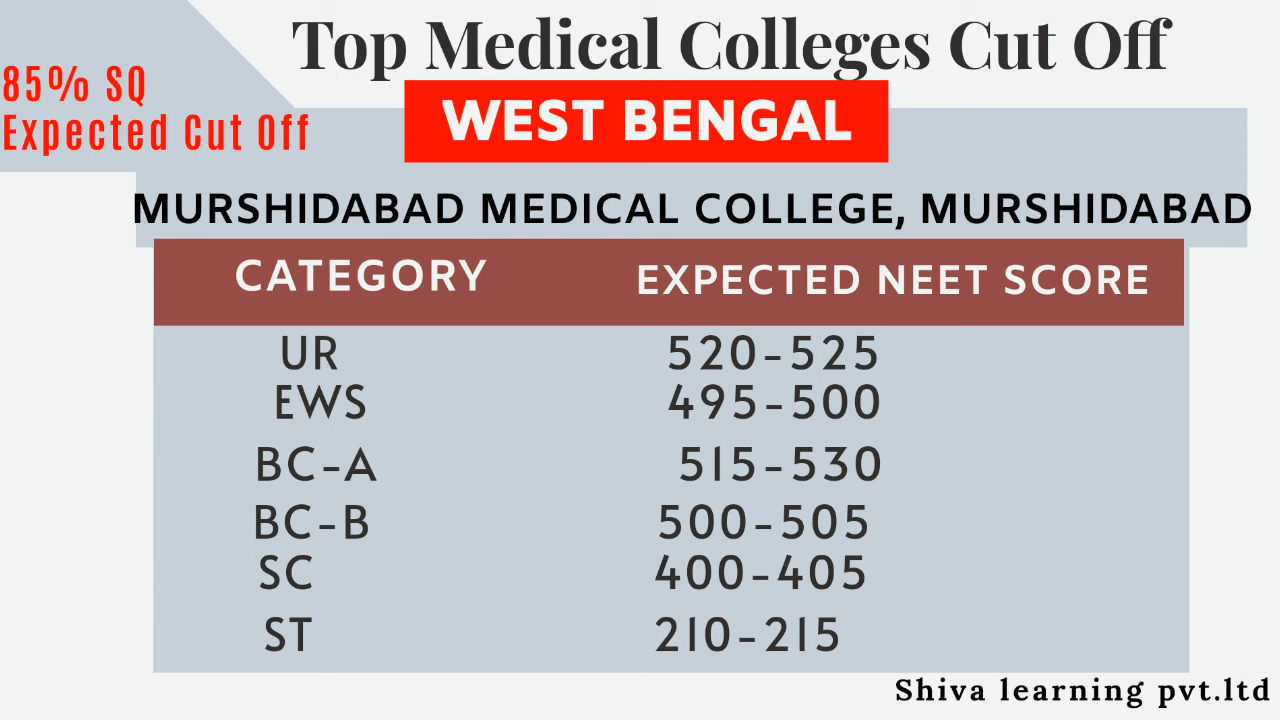 Top Medical Colleges Cut Off
85% SQ
Expected Cut Off
WEST BENGAL
MURSHIDABAD MEDICAL COLLEGE, MURSHIDABAD
CATEGORY EXPECTED NEET SCORE
UR 520-525
EWS 495-500
BC-A 515-530
BC-B 500-505
SC 400-405
ST 210-215
Shiva learning pvt.ltd